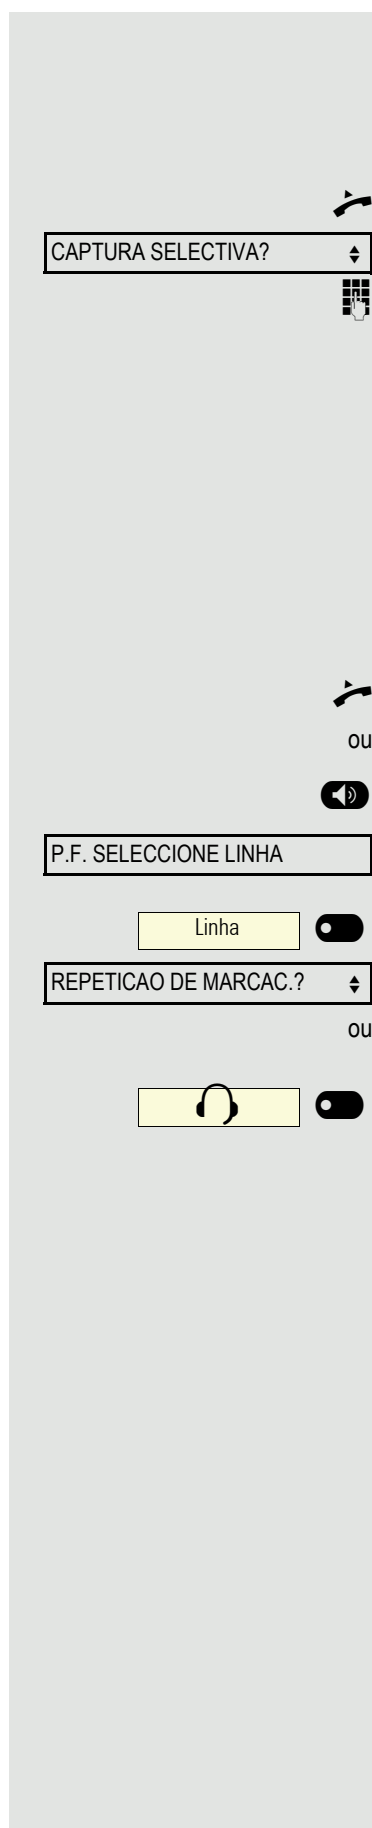 CAPTURA SELECTIVA?
ou
P.F. SELECCIONE LINHA
Linha
REPETICAO DE MARCAC.?
ou